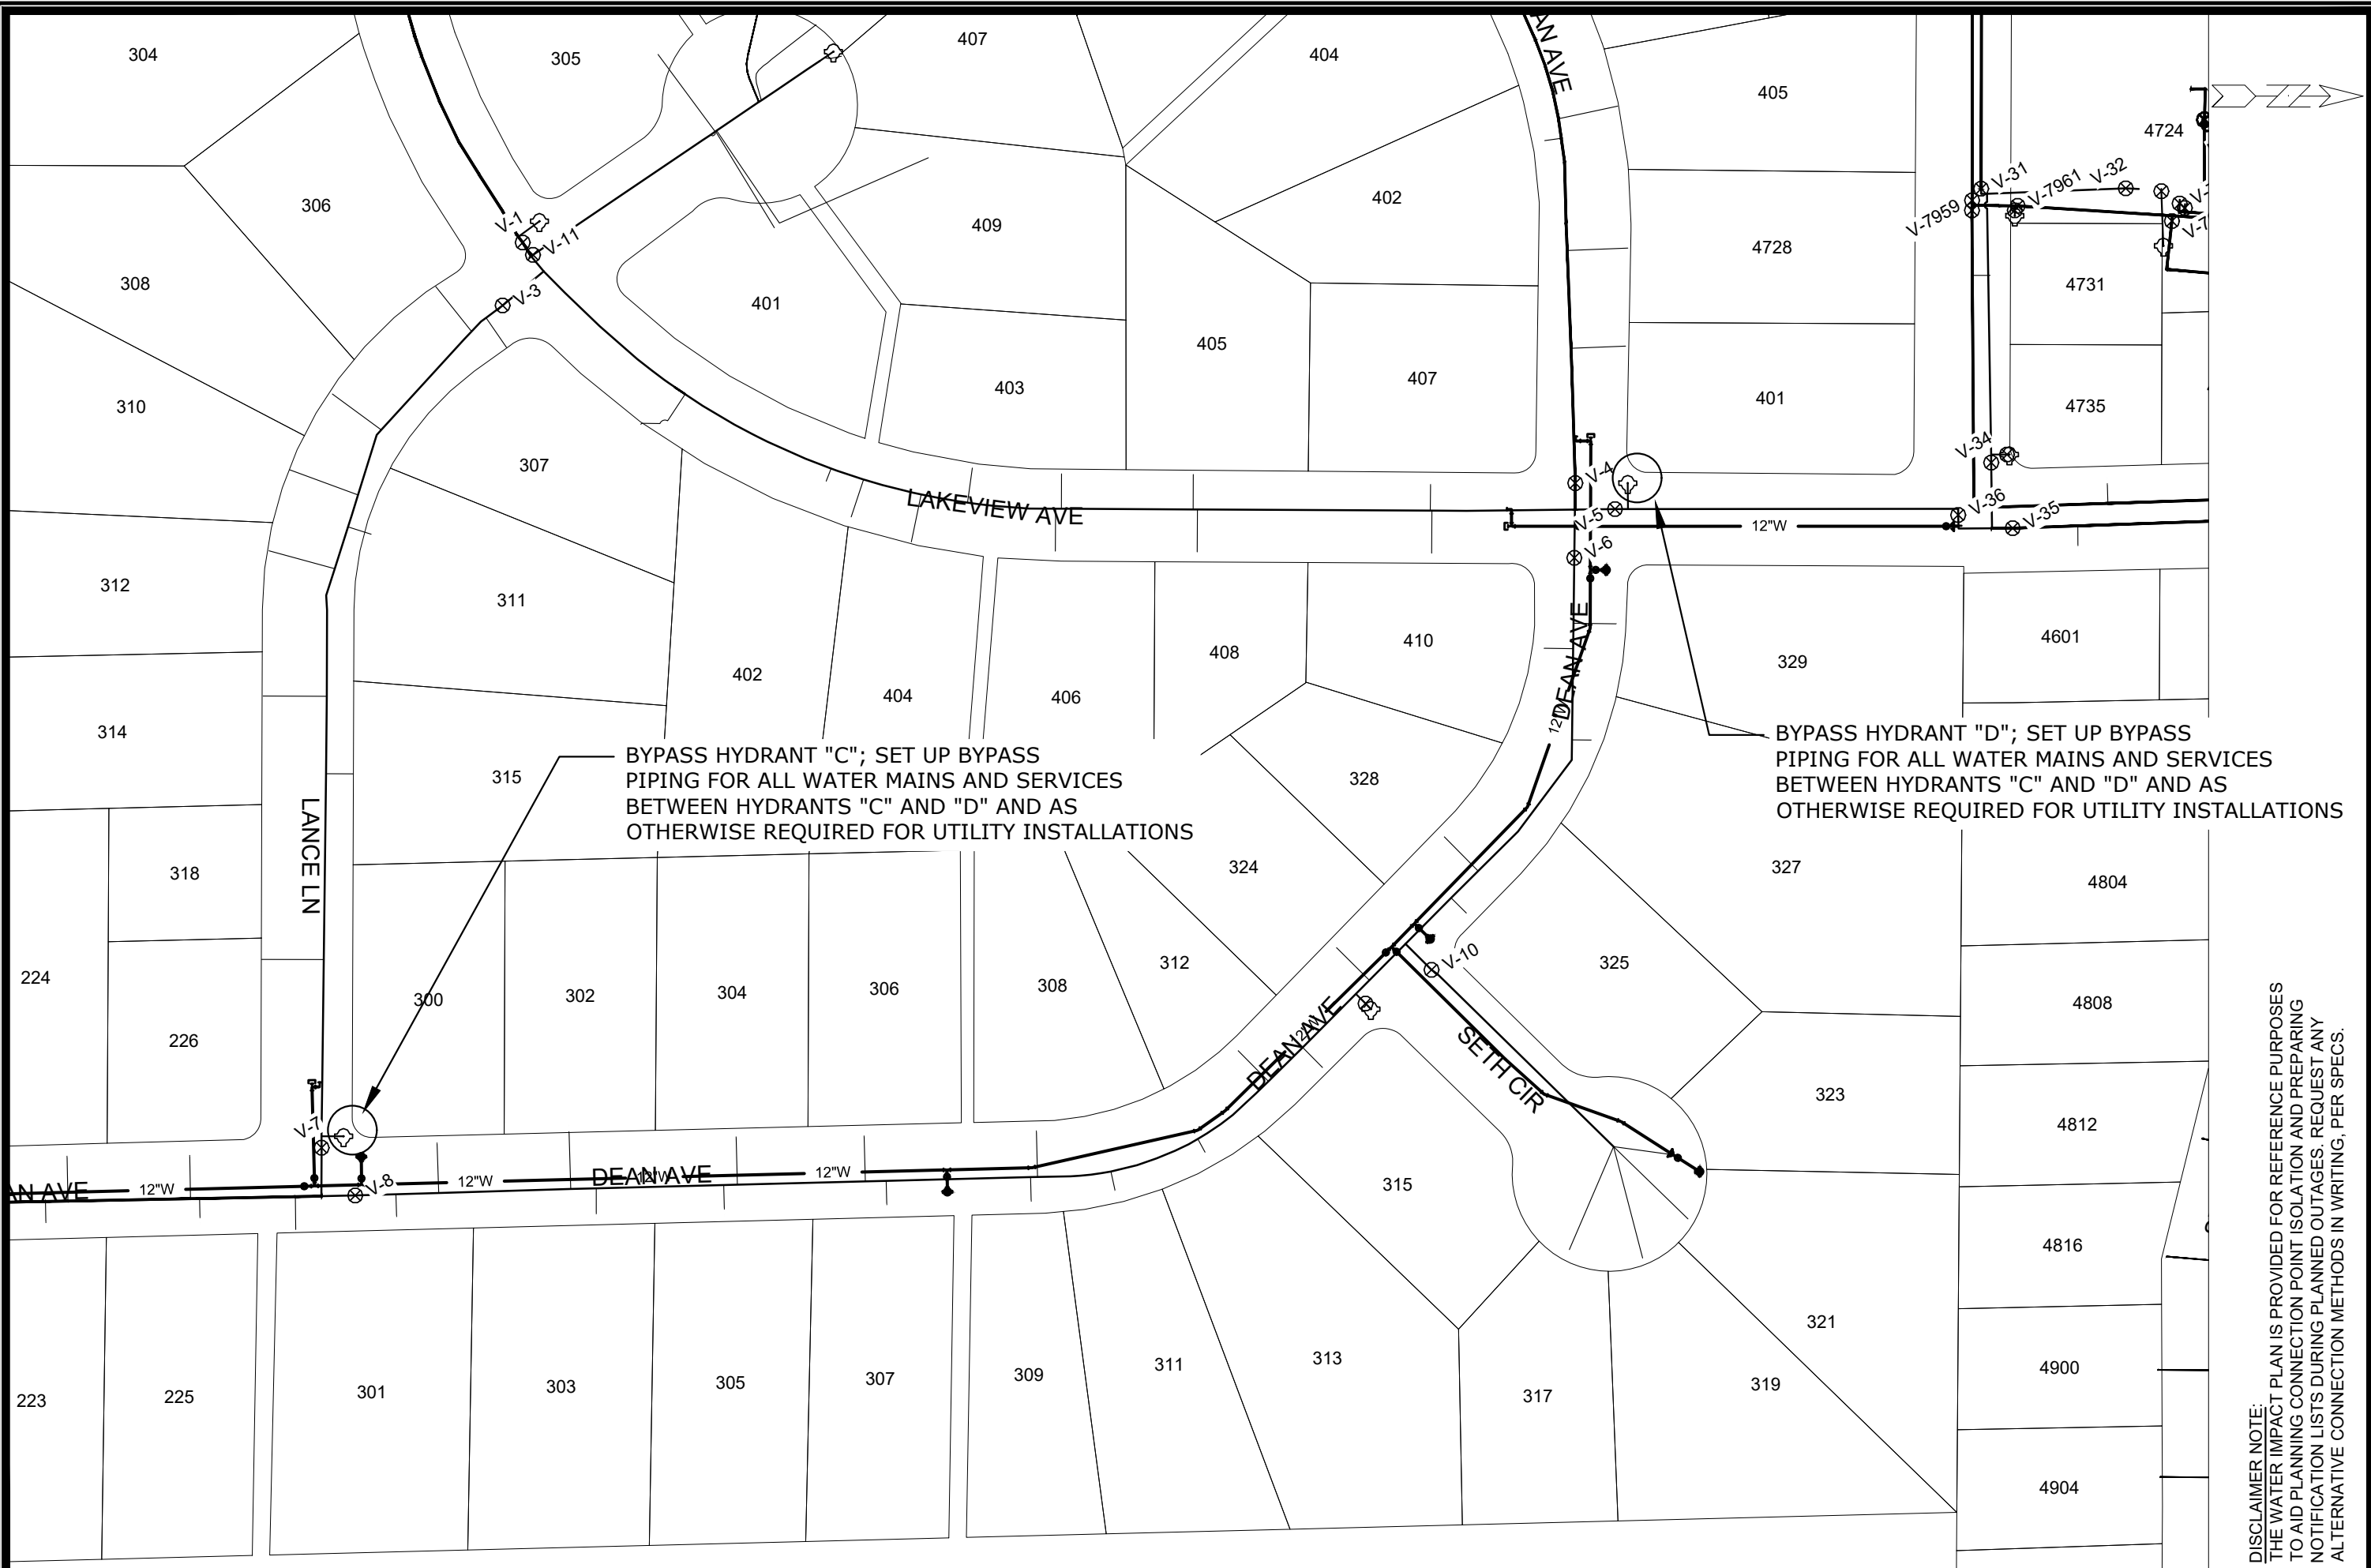 304
305
407
404
AN AVE
405
4724
306
402
V-31
V-7961
V-32
V-7959
V-1
V-11
409
4728
308
V-3
401
4731
310
403
405
407
401
4735
307
V-4
V-34
LAKEVIEW AVE
V-5
12"W
V-36
V-35
V-6
312
311
DEAN AVE
402
404
406
408
410
329
4601
314
12"W
BYPASS HYDRANT "C"; SET UP BYPASS
PIPING FOR ALL WATER MAINS AND SERVICES
BETWEEN HYDRANTS "C" AND "D" AND AS
OTHERWISE REQUIRED FOR UTILITY INSTALLATIONS
BYPASS HYDRANT "D"; SET UP BYPASS
PIPING FOR ALL WATER MAINS AND SERVICES
BETWEEN HYDRANTS "C" AND "D" AND AS
OTHERWISE REQUIRED FOR UTILITY INSTALLATIONS
315
328
LANCE LN
318
324
327
4804
224
226
300
302
304
306
308
312
V-10
325
4808
DEAN AVE
12"W
SETH CIR
323
4812
V-7
V-8
AN AVE
12"W
12"W
DEAN AVE
12"W
12"W
315
4816
223
225
301
303
305
307
309
311
313
317
319
321
4900
4904
DISCLAIMER NOTE:
THE WATER IMPACT PLAN IS PROVIDED FOR REFERENCE PURPOSES
TO AID PLANNING CONNECTION POINT ISOLATION AND PREPARING
NOTIFICATION LISTS DURING PLANNED OUTAGES. REQUEST ANY
ALTERNATIVE CONNECTION METHODS IN WRITING, PER SPECS.